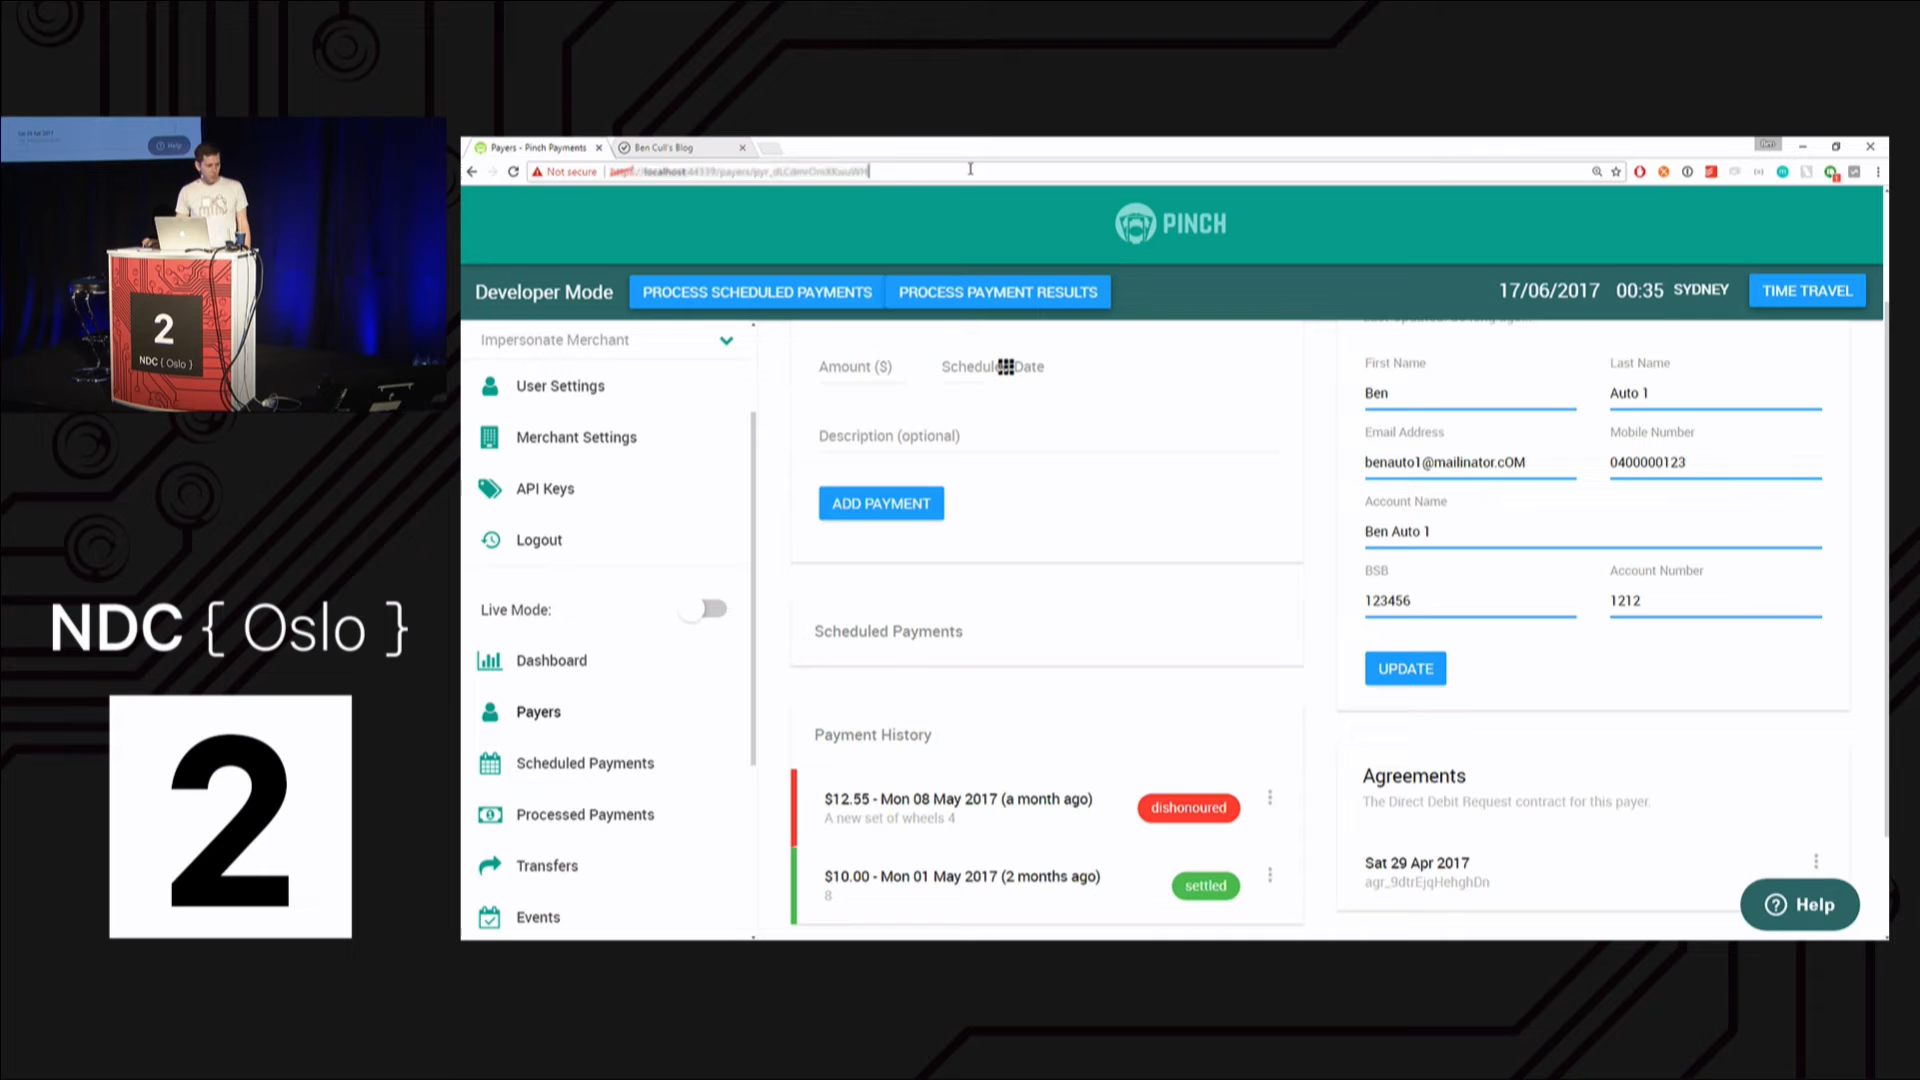 Help
2
NDC { Oslo }
NDC { Oslo }
2
Payers - Pinch Payments
Ben Cull's Blog
Ben
Not secure
PINCH
Developer Mode
PROCESS SCHEDULED PAYMENTS
PROCESS PAYMENT RESULTS
17/06/2017 00:35 SYDNEY
TIME TRAVEL
Impersonate Merchant
User Settings
Merchant Settings
API Keys
Logout
Live Mode:
Dashboard
Payers
Scheduled Payments
Processed Payments
Transfers
Events
Amount ($)
Schedule Date
Description (optional)
ADD PAYMENT
Scheduled Payments
Payment History
$12.55 - Mon 08 May 2017 (a month ago)
A new set of wheels 4
dishonoured
$10.00 - Mon 01 May 2017 (2 months ago)
8
settled
First Name
Last Name
Ben
Auto 1
Email Address
Mobile Number
benauto1@mailinator.cOM
0400000123
Account Name
Ben Auto 1
BSB
Account Number
123456
1212
UPDATE
Agreements
The Direct Debit Request contract for this payer.
Sat 29 Apr 2017
agr_9dtrEjqHehghDn
Help